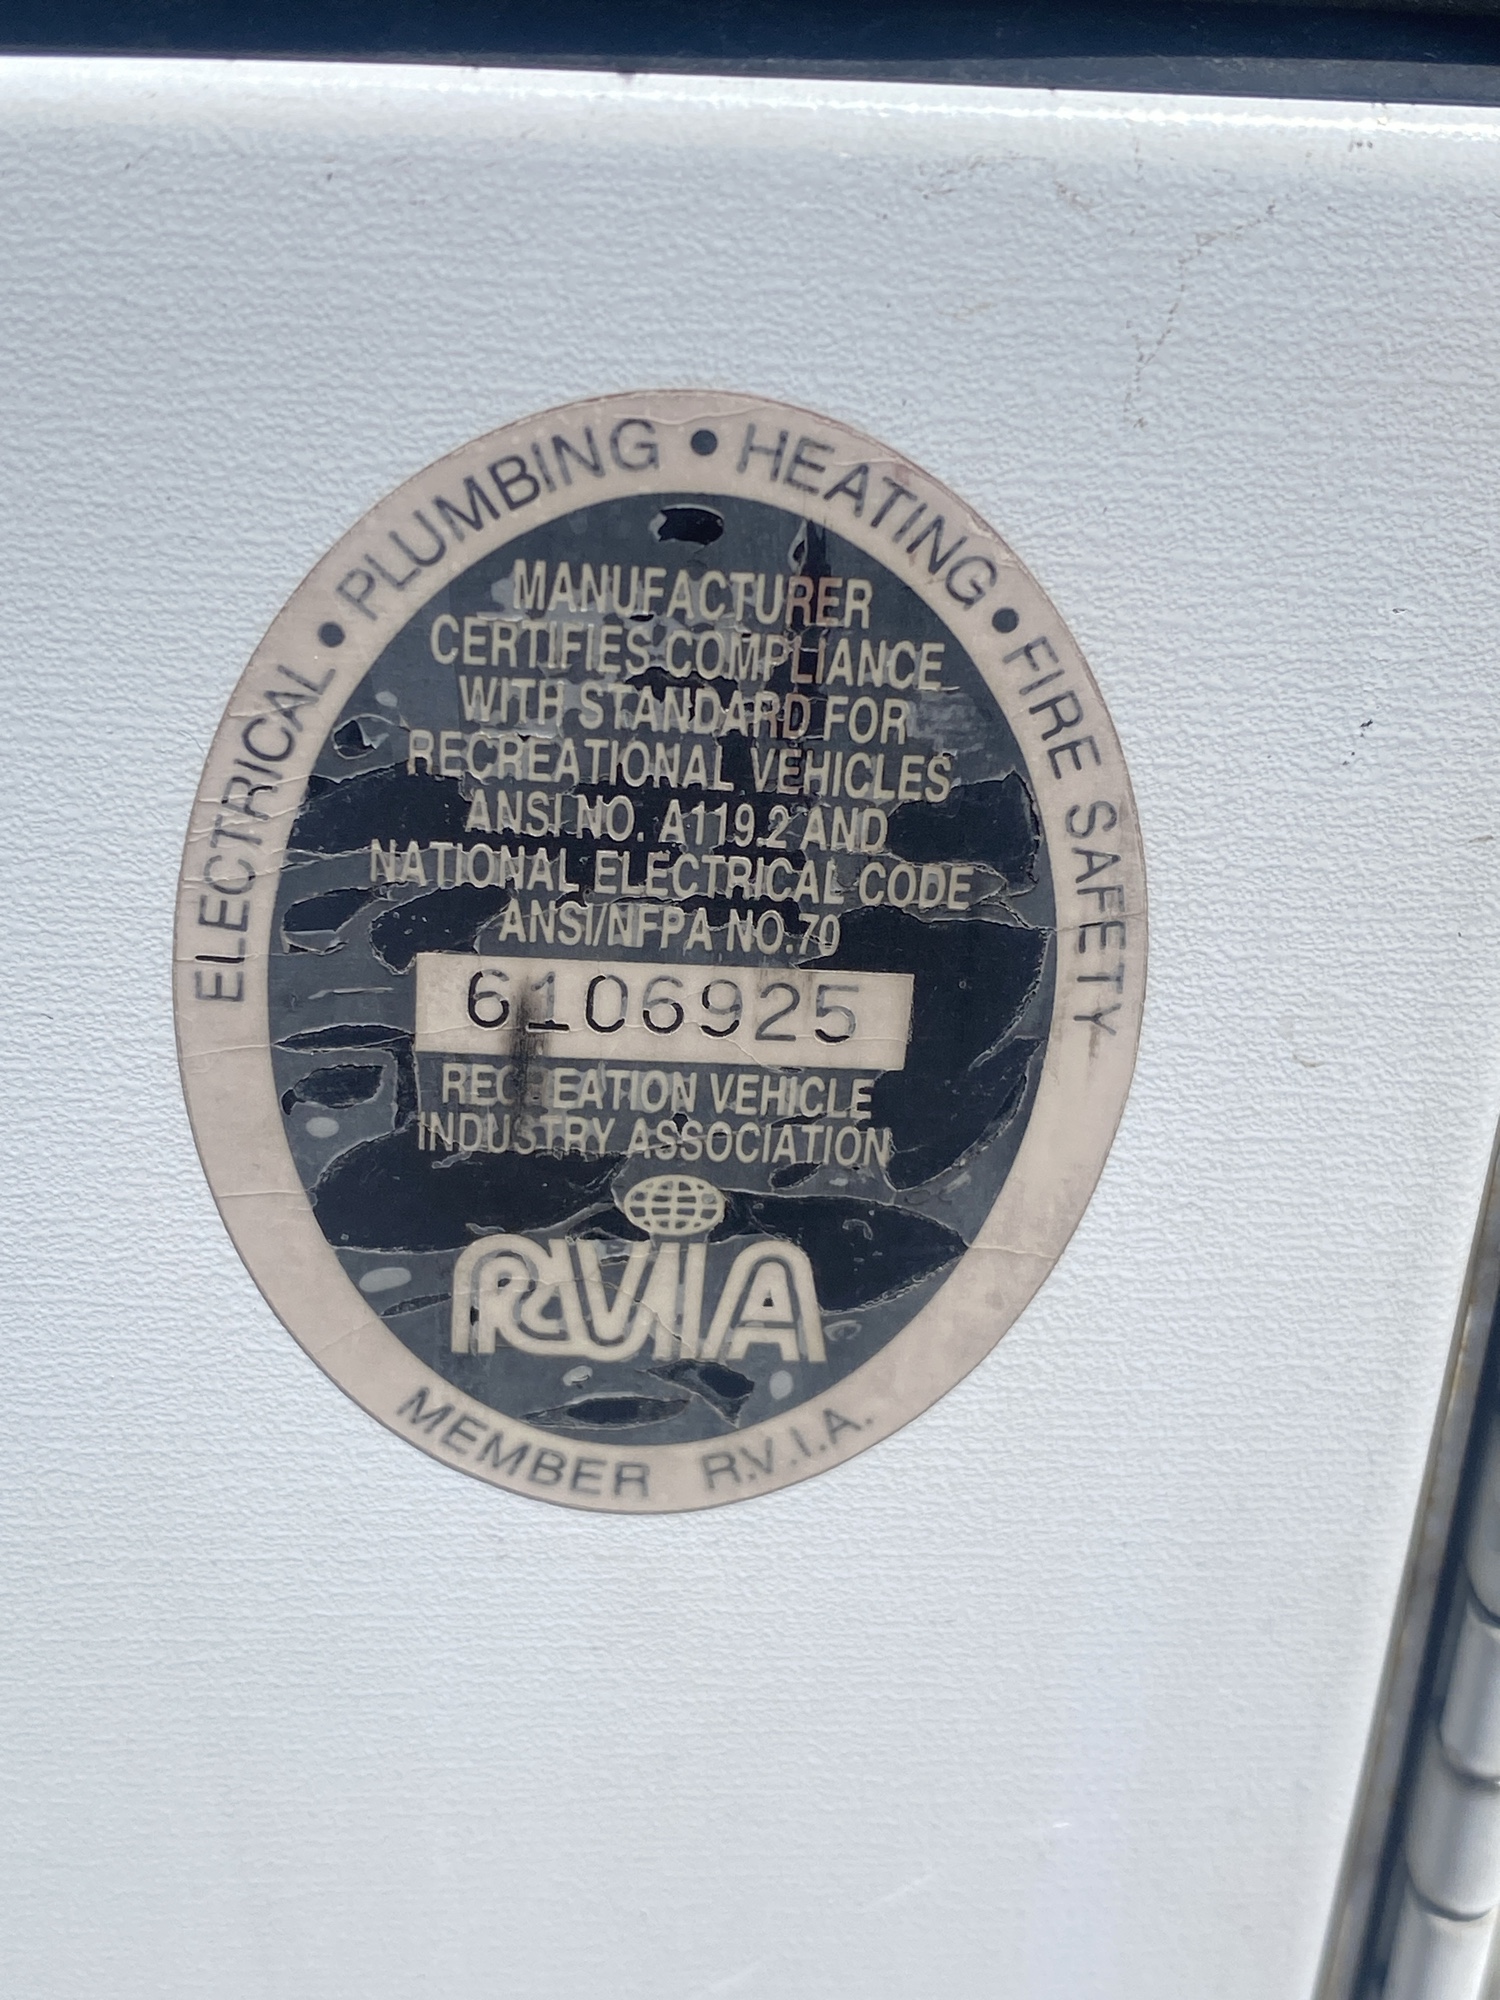 ELECTRICAL • PLUMBING • HEATING • FIRE SAFETY
MANUFACTURER
CERTIFIES COMPLIANCE
WITH STANDARD FOR
RECREATIONAL VEHICLES
ANSI NO. A119.2 AND
NATIONAL ELECTRICAL CODE
ANSI/NFPA NO.70
6106925
RECREATION VEHICLE
INDUSTRY ASSOCIATION
RVIA
MEMBER R.V.I.A.